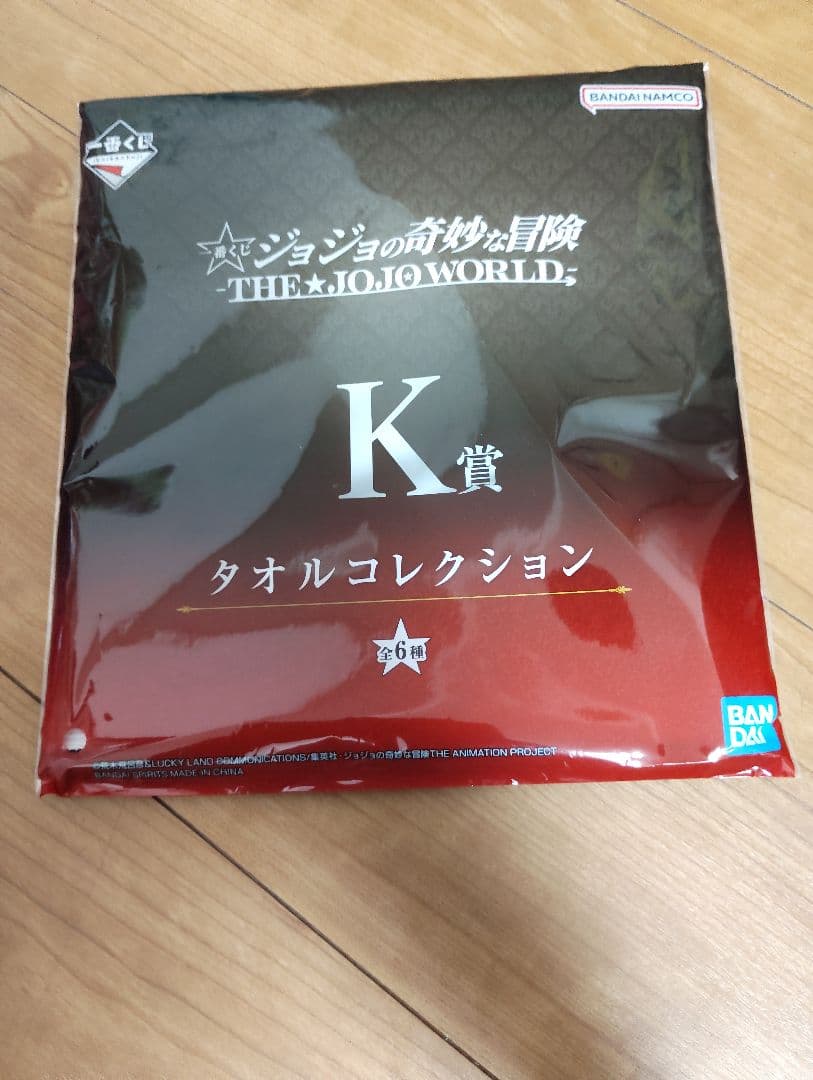 BANDAI NAMCO
一番くじ
一番くじ ジョジョの奇妙な冒険
-THE★JOJO WORLD-
K賞
タオルコレクション
全6種
BAN
DAI
©荒木飛呂彦&LUCKY LAND COMMUNICATIONS/集英社・ジョジョの奇妙な冒険THE ANIMATION PROJECT
BANDAI SPIRITS MADE IN CHINA